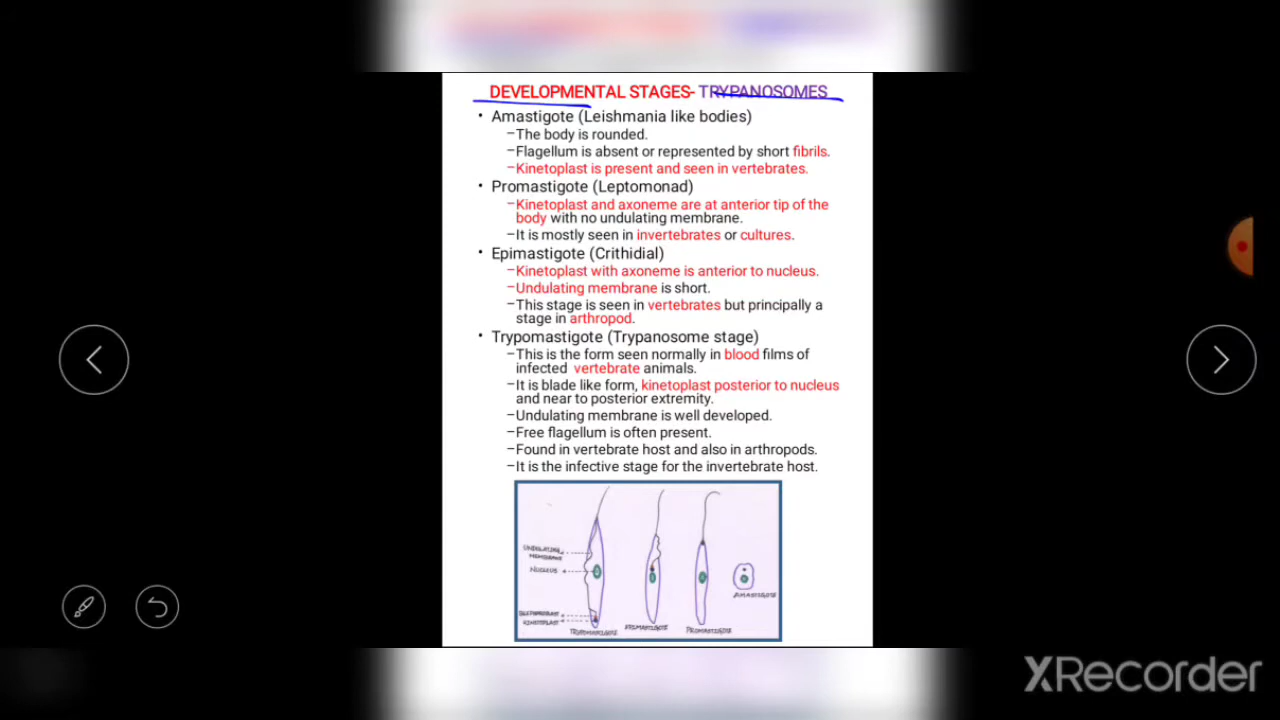 DEVELOPMENTAL STAGES- TRYPANOSOMES
• Amastigote (Leishmania like bodies)
–The body is rounded.
–Flagellum is absent or represented by short fibrils.
–Kinetoplast is present and seen in vertebrates.
• Promastigote (Leptomonad)
–Kinetoplast and axoneme are at anterior tip of the
body with no undulating membrane.
–It is mostly seen in invertebrates or cultures.
• Epimastigote (Crithidial)
–Kinetoplast with axoneme is anterior to nucleus.
–Undulating membrane is short.
–This stage is seen in vertebrates but principally a
stage in arthropod.
• Trypomastigote (Trypanosome stage)
–This is the form seen normally in blood films of
infected vertebrate animals.
–It is blade like form, kinetoplast posterior to nucleus
and near to posterior extremity.
–Undulating membrane is well developed.
–Free flagellum is often present.
–Found in vertebrate host and also in arthropods.
–It is the infective stage for the invertebrate host.
UNDULATING
MEMBRANE
NUCLEUS
KINETOPLAST
AMASTIGOTE
EPIMASTIGOTE
PROMASTIGOTE
XRecorder